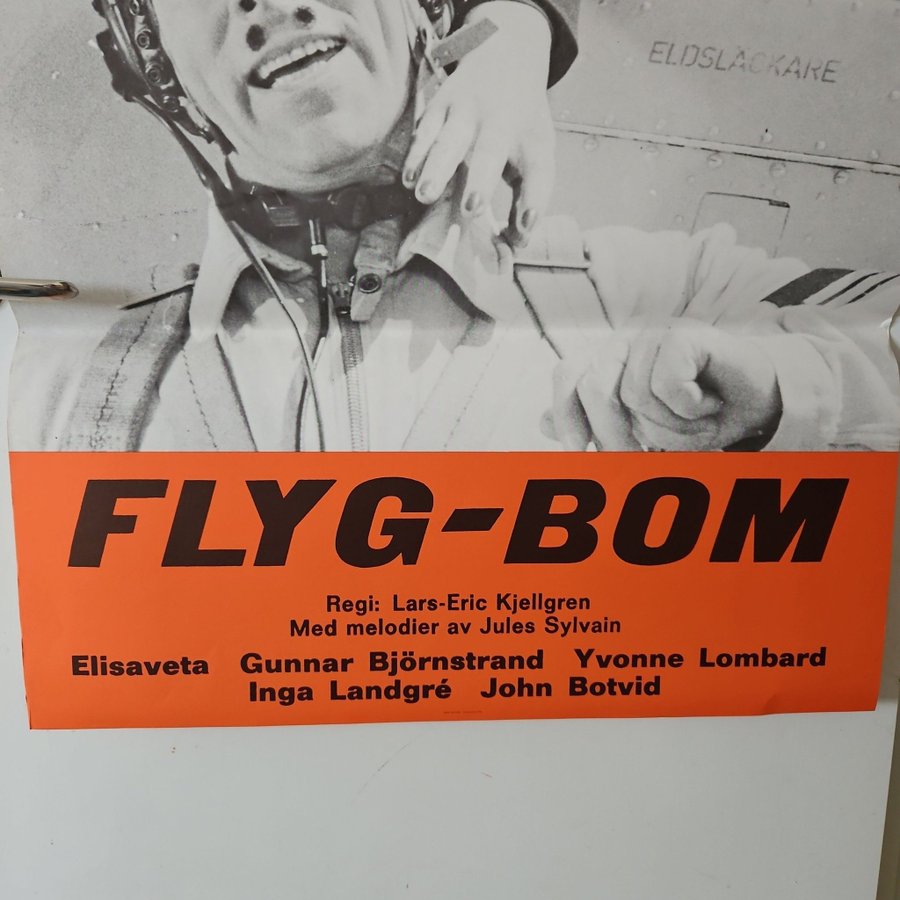 ELDSLÄCKARE
FLYG-BOM
Regi: Lars-Eric Kjellgren
Med melodier av Jules Sylvain
Elisaveta Gunnar Björnstrand Yvonne Lombard
Inga Landgré John Botvid